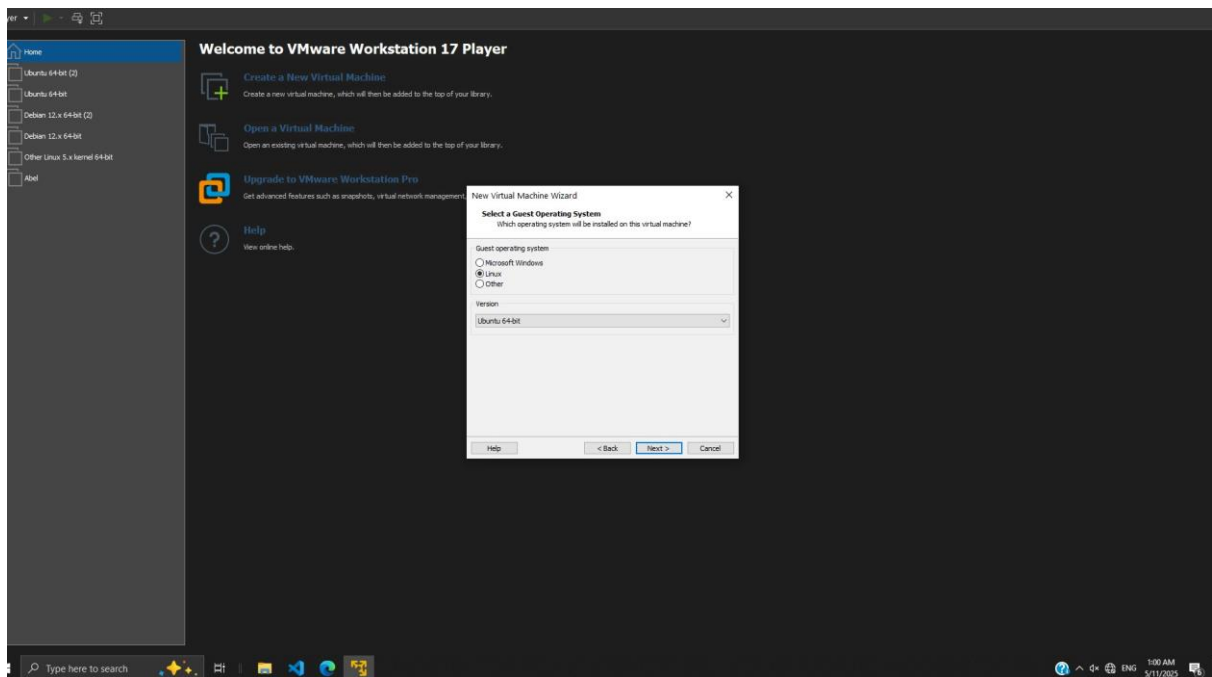 yer
Welcome to VMware Workstation 17 Player
Home
Ubuntu 64-bit (2)
Ubuntu 64-bit
Debian 12.x 64-bit (2)
Debian 12.x 64-bit
Other Linux 5.x kernel 64-bit
Abel
Create a New Virtual Machine
Create a new virtual machine, which will then be added to the top of your library.
Open a Virtual Machine
Open an existing virtual machine, which will then be added to the top of your library.
Upgrade to VMware Workstation Pro
Get advanced features such as snapshots, virtual network management,
Help
View online help.
New Virtual Machine Wizard
Select a Guest Operating System
Which operating system will be installed on this virtual machine?
Guest operating system
Microsoft Windows
Linux
Other
Version
Ubuntu 64-bit
Help
< Back
Next >
Cancel
Type here to search
ENG
1:00 AM
5/11/2025